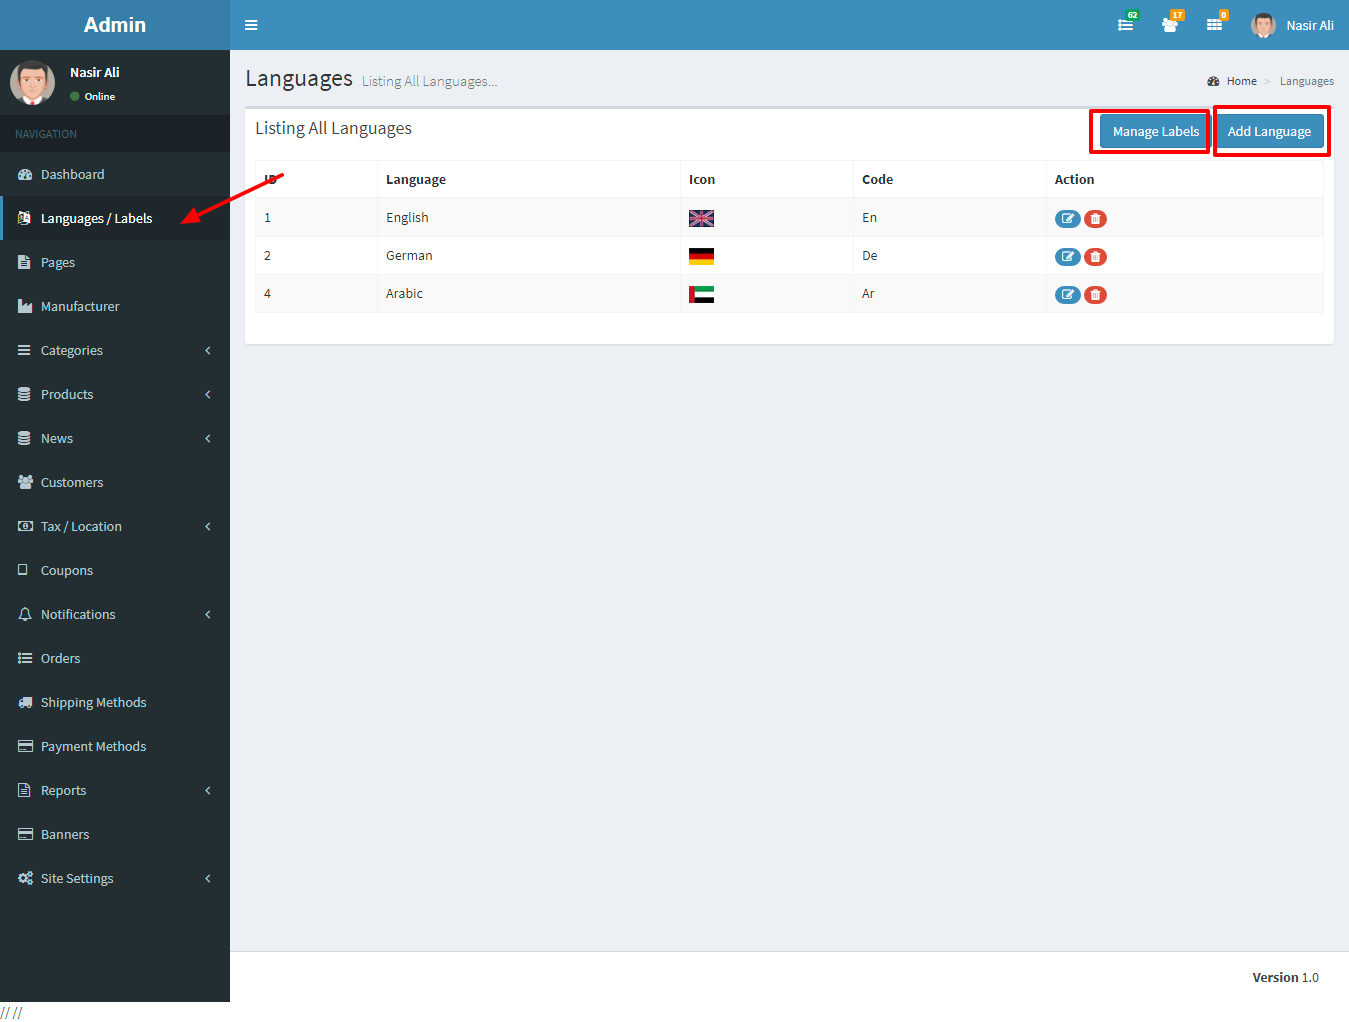 Admin
62
17
0
Nasir Ali
Nasir Ali
Online
NAVIGATION
Dashboard
Languages / Labels
Pages
Manufacturer
Categories
Products
News
Customers
Tax / Location
Coupons
Notifications
Orders
Shipping Methods
Payment Methods
Reports
Banners
Site Settings
Languages Listing All Languages...
Home > Languages
Listing All Languages
Manage Labels
Add Language
ID Language Icon Code Action
1 English En
2 German De
4 Arabic Ar
Version 1.0
// //